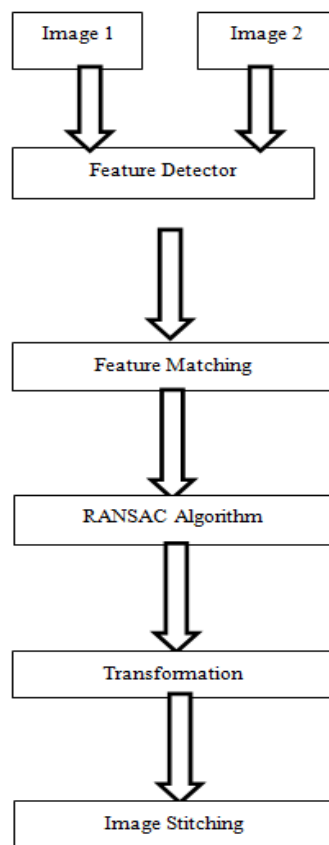 Image 1
Image 2
Feature Detector
Feature Matching
RANSAC Algorithm
Transformation
Image Stitching